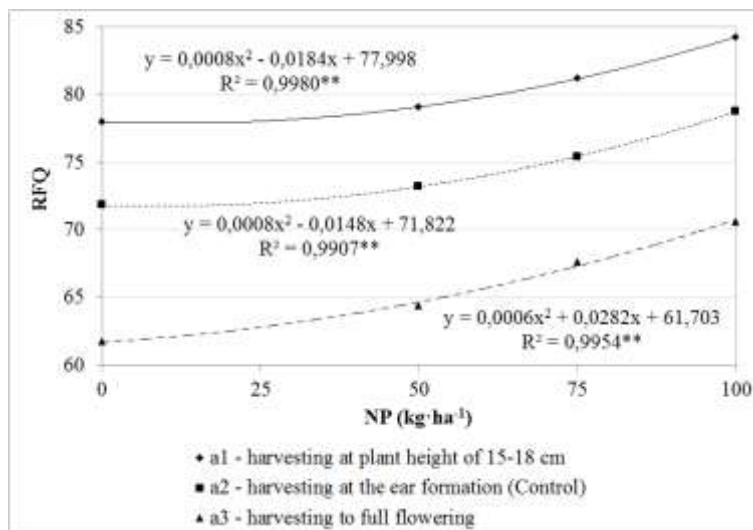 85
y = 0,0008x² - 0,0184x + 77,998
R² = 0,9980**
80
75
RFQ
70
y = 0,0008x² - 0,0148x + 71,822
R² = 0,9907**
65
y = 0,0006x² + 0,0282x + 61,703
R² = 0,9954**
60
0 25 50 75 100
NP (kg·ha⁻¹)
a1 - harvesting at plant height of 15-18 cm
a2 - harvesting at the ear formation (Control)
a3 - harvesting to full flowering